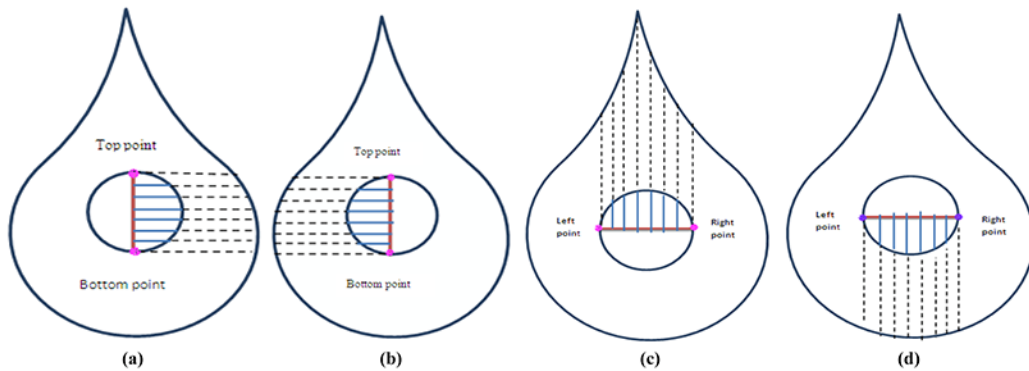 Top point
Bottom point
(a)
Top point
Bottom point
(b)
Left
point
Right
point
(c)
Left
point
Right
point
(d)